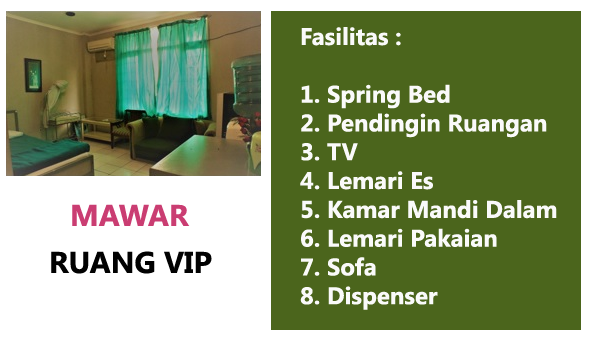 MAWAR
RUANG VIP
Fasilitas :
1. Spring Bed
2. Pendingin Ruangan
3. TV
4. Lemari Es
5. Kamar Mandi Dalam
6. Lemari Pakaian
7. Sofa
8. Dispenser